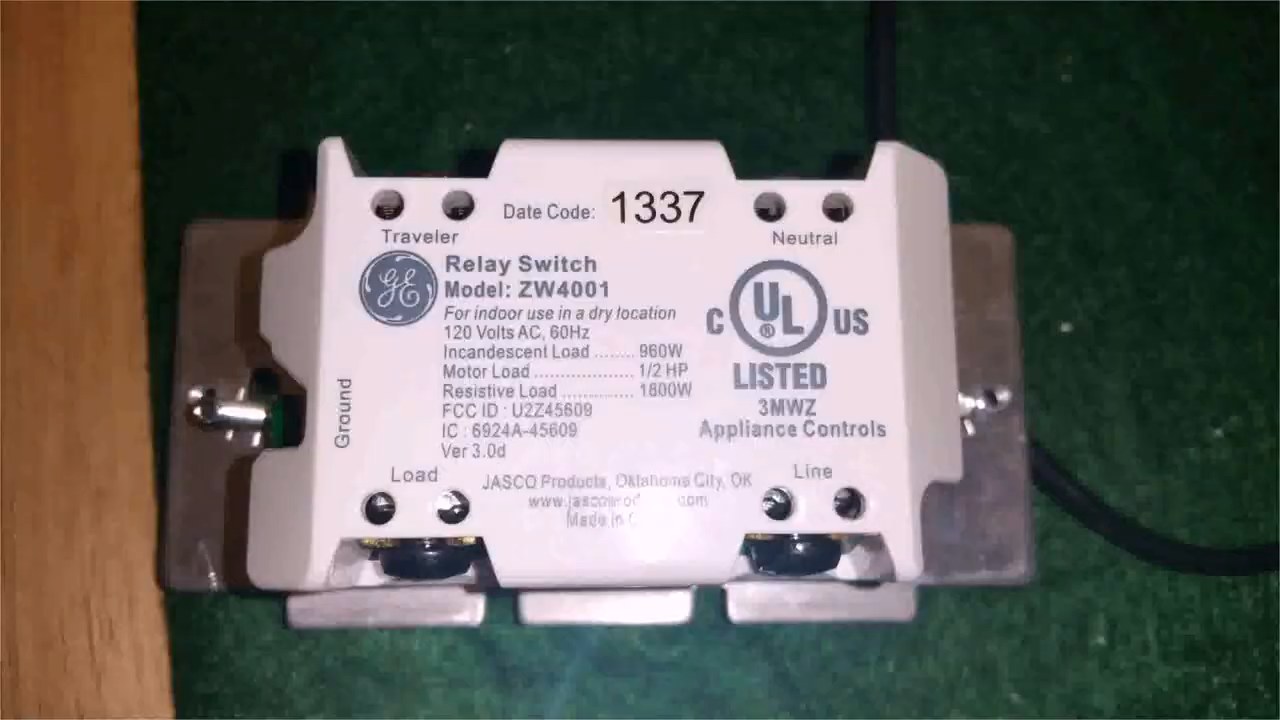 Date Code: 1337
Traveler
Neutral
GE
Relay Switch
Model: ZW4001
For indoor use in a dry location
120 Volts AC, 60Hz
Incandescent Load ........ 960W
Motor Load .................... 1/2 HP
Resistive Load ............... 1800W
FCC ID : U2Z45609
IC : 6924A-45609
Ver 3.0d
C UL ® US
LISTED
3MWZ
Appliance Controls
Ground
Load
Line
JASCO Products, Oklahoma City, OK
Made in